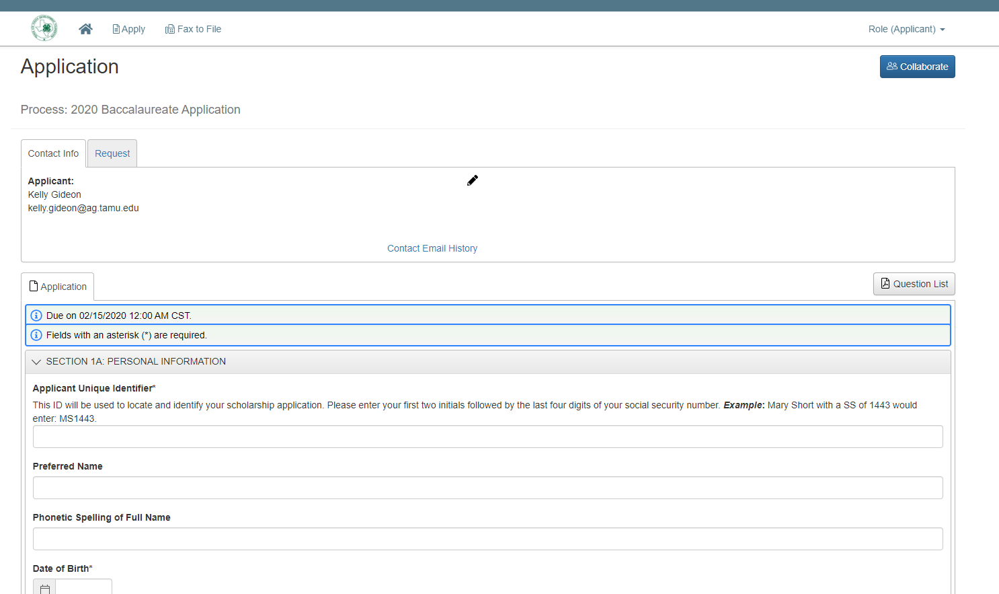 Apply
Fax to File
Role (Applicant)
Application
Collaborate
Process: 2020 Baccalaureate Application
Contact Info
Request
Applicant:
Kelly Gideon
kelly.gideon@ag.tamu.edu
Contact Email History
Application
Question List
Due on 02/15/2020 12:00 AM CST.
Fields with an asterisk (*) are required.
SECTION 1A: PERSONAL INFORMATION
Applicant Unique Identifier*
This ID will be used to locate and identify your scholarship application. Please enter your first two initials followed by the last four digits of your social security number. Example: Mary Short with a SS of 1443 would
enter: MS1443.
Preferred Name
Phonetic Spelling of Full Name
Date of Birth*